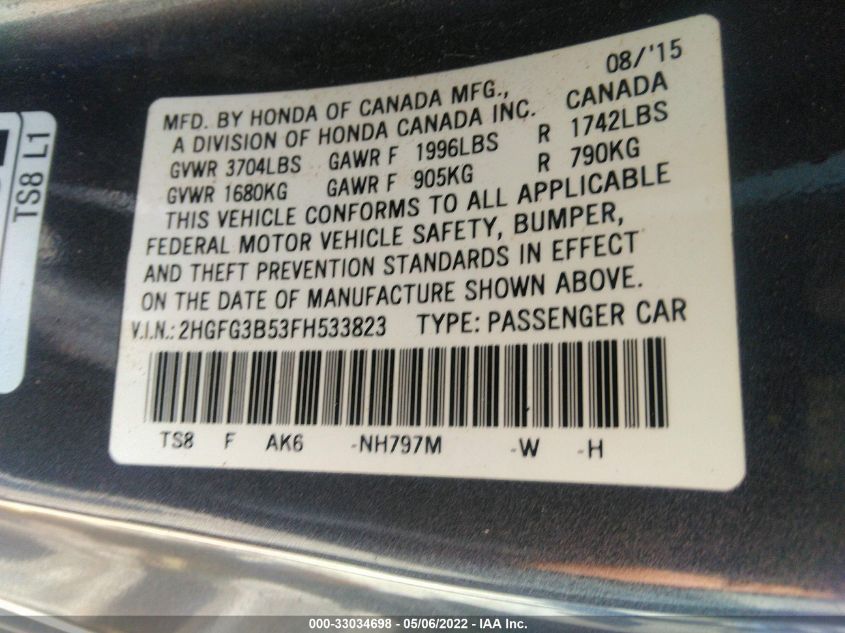 08/'15
MFD. BY HONDA OF CANADA MFG.,
A DIVISION OF HONDA CANADA INC. CANADA
GVWR 3704LBS GAWR F 1996LBS R 1742LBS
GVWR 1680KG GAWR F 905KG R 790KG
THIS VEHICLE CONFORMS TO ALL APPLICABLE
FEDERAL MOTOR VEHICLE SAFETY, BUMPER,
AND THEFT PREVENTION STANDARDS IN EFFECT
ON THE DATE OF MANUFACTURE SHOWN ABOVE.
V.I.N.: 2HGFG3B53FH533823 TYPE: PASSENGER CAR
TS8 F AK6 -NH797M -W -H
TS8 L1
000-33034698 - 05/06/2022 - IAA Inc.